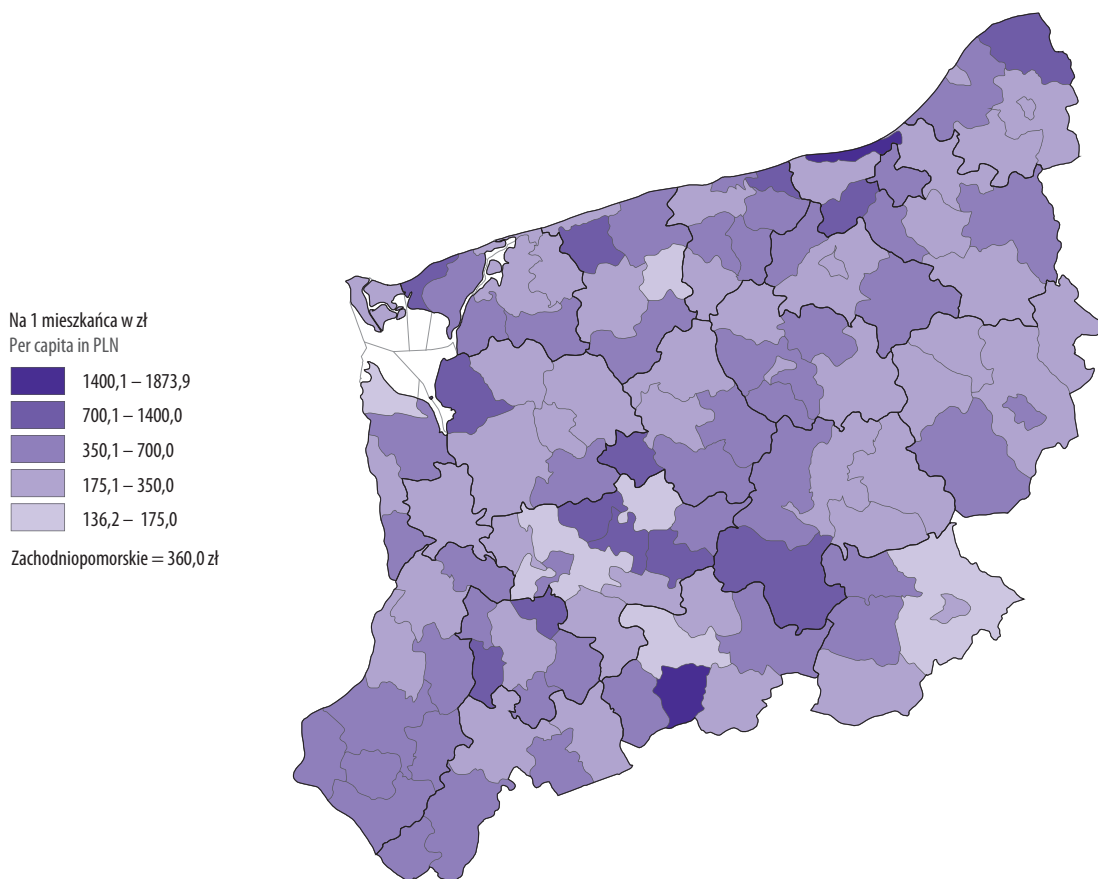 Na 1 mieszkańca w zł
Per capita in PLN
1400,1 – 1873,9
700,1 – 1400,0
350,1 – 700,0
175,1 – 350,0
136,2 – 175,0
Zachodniopomorskie = 360,0 zł